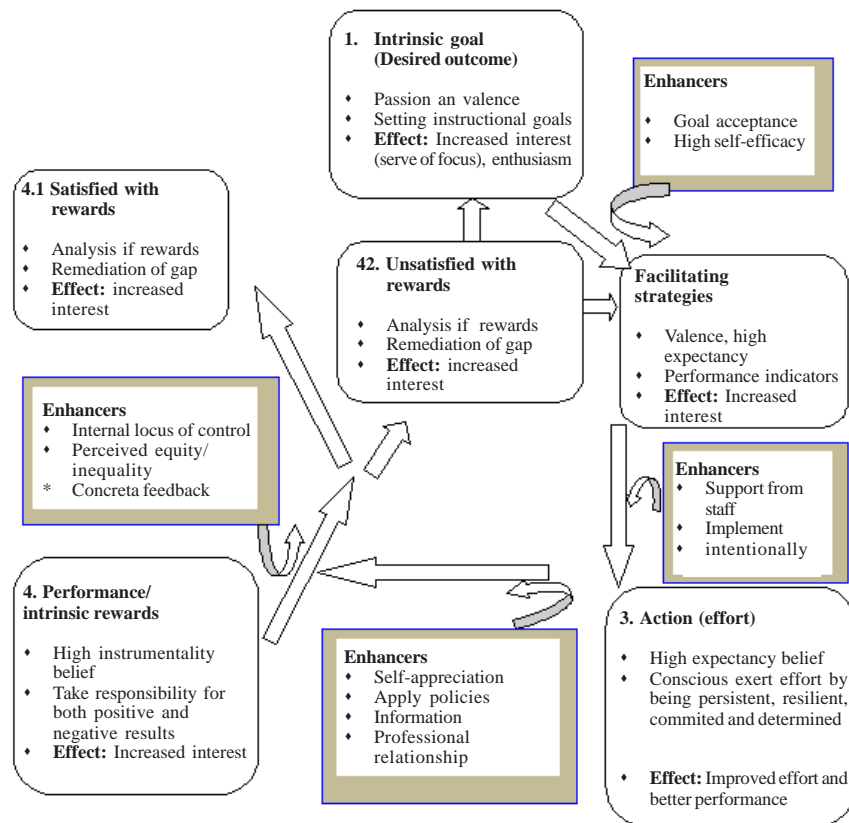 1. Intrinsic goal
(Desired outcome)
♦ Passion an valence
♦ Setting instructional goals
♦ Effect: Increased interest
(serve of focus), enthusiasm
Enhancers
♦ Goal acceptance
♦ High self-efficacy
4.1 Satisfied with
rewards
♦ Analysis if rewards
♦ Remediation of gap
♦ Effect: increased
interest
42. Unsatisfied with
rewards
♦ Analysis if rewards
♦ Remediation of gap
♦ Effect: increased
interest
Facilitating
strategies
♦ Valence, high
expectancy
♦ Performance indicators
♦ Effect: Increased
interest
Enhancers
♦ Internal locus of control
♦ Perceived equity/
inequality
* Concreta feedback
Enhancers
♦ Support from
staff
♦ Implement
♦ intentionally
4. Performance/
intrinsic rewards
♦ High instrumentality
belief
♦ Take responsibility for
both positive and
negative results
♦ Effect: Increased interest
Enhancers
♦ Self-appreciation
♦ Apply policies
♦ Information
♦ Professional
relationship
3. Action (effort)
♦ High expectancy belief
♦ Conscious exert effort by
being persistent, resilient,
commited and determined
♦ Effect: Improved effort and
better performance